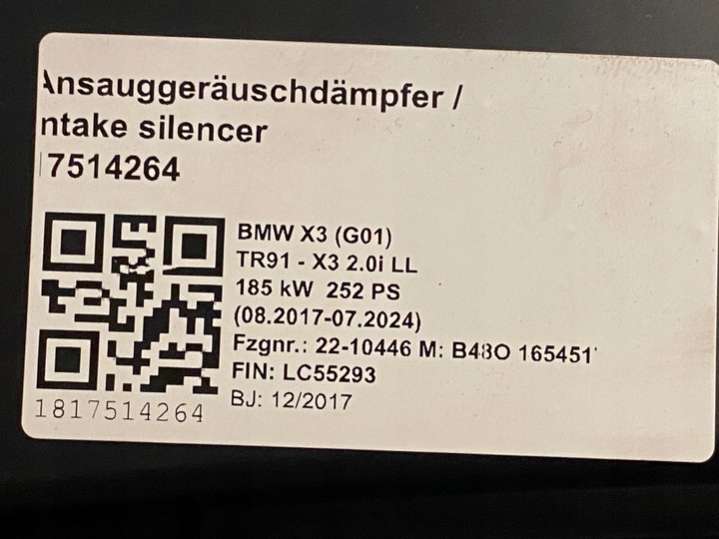 Ansauggeräuschdämpfer /
ntake silencer
7514264
BMW X3 (G01)
TR91 - X3 2.0i LL
185 kW 252 PS
(08.2017-07.2024)
Fzgnr.: 22-10446 M: B48O 165451
FIN: LC55293
BJ: 12/2017
1817514264